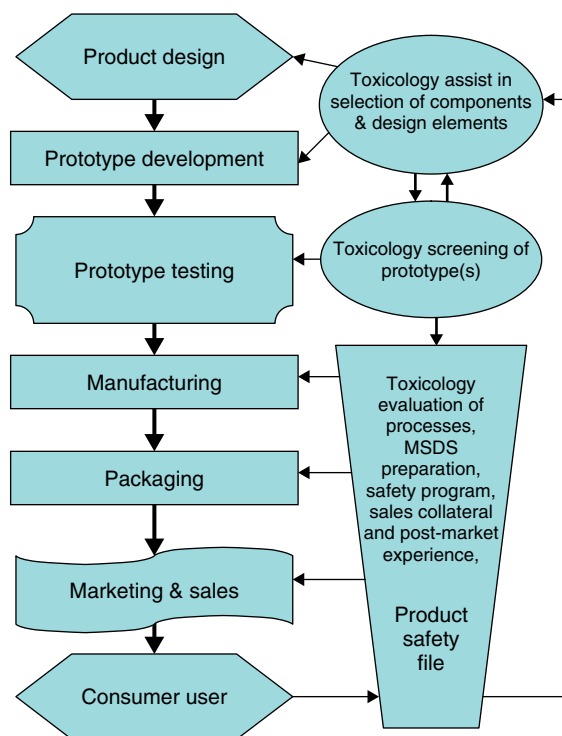 Product design
Toxicology assist in
selection of components
& design elements
Prototype development
Toxicology screening of
prototype(s)
Prototype testing
Manufacturing
Toxicology
evaluation of
processes,
MSDS
preparation,
safety program,
sales collateral
and post-market
experience,
Packaging
Marketing & sales
Product
safety
file
Consumer user